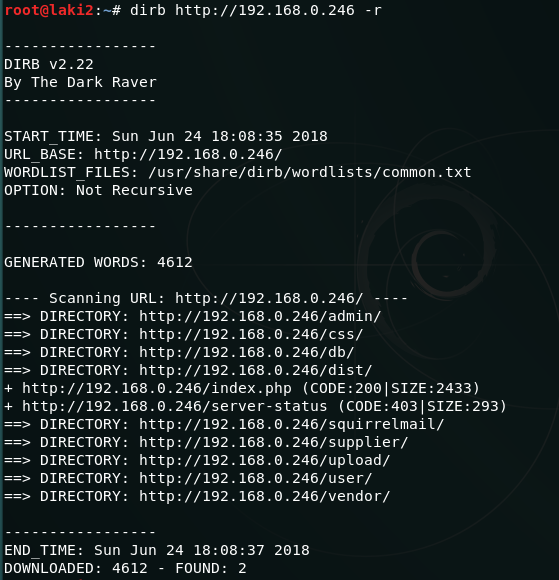 root@laki2:~# dirb http://192.168.0.246 -r
-----------------
DIRB v2.22
By The Dark Raver
-----------------
START_TIME: Sun Jun 24 18:08:35 2018
URL_BASE: http://192.168.0.246/
WORDLIST_FILES: /usr/share/dirb/wordlists/common.txt
OPTION: Not Recursive
-----------------
GENERATED WORDS: 4612
---- Scanning URL: http://192.168.0.246/ ----
==> DIRECTORY: http://192.168.0.246/admin/
==> DIRECTORY: http://192.168.0.246/css/
==> DIRECTORY: http://192.168.0.246/db/
==> DIRECTORY: http://192.168.0.246/dist/
+ http://192.168.0.246/index.php (CODE:200|SIZE:2433)
+ http://192.168.0.246/server-status (CODE:403|SIZE:293)
==> DIRECTORY: http://192.168.0.246/squirrelmail/
==> DIRECTORY: http://192.168.0.246/supplier/
==> DIRECTORY: http://192.168.0.246/upload/
==> DIRECTORY: http://192.168.0.246/user/
==> DIRECTORY: http://192.168.0.246/vendor/
-----------------
END_TIME: Sun Jun 24 18:08:37 2018
DOWNLOADED: 4612 - FOUND: 2